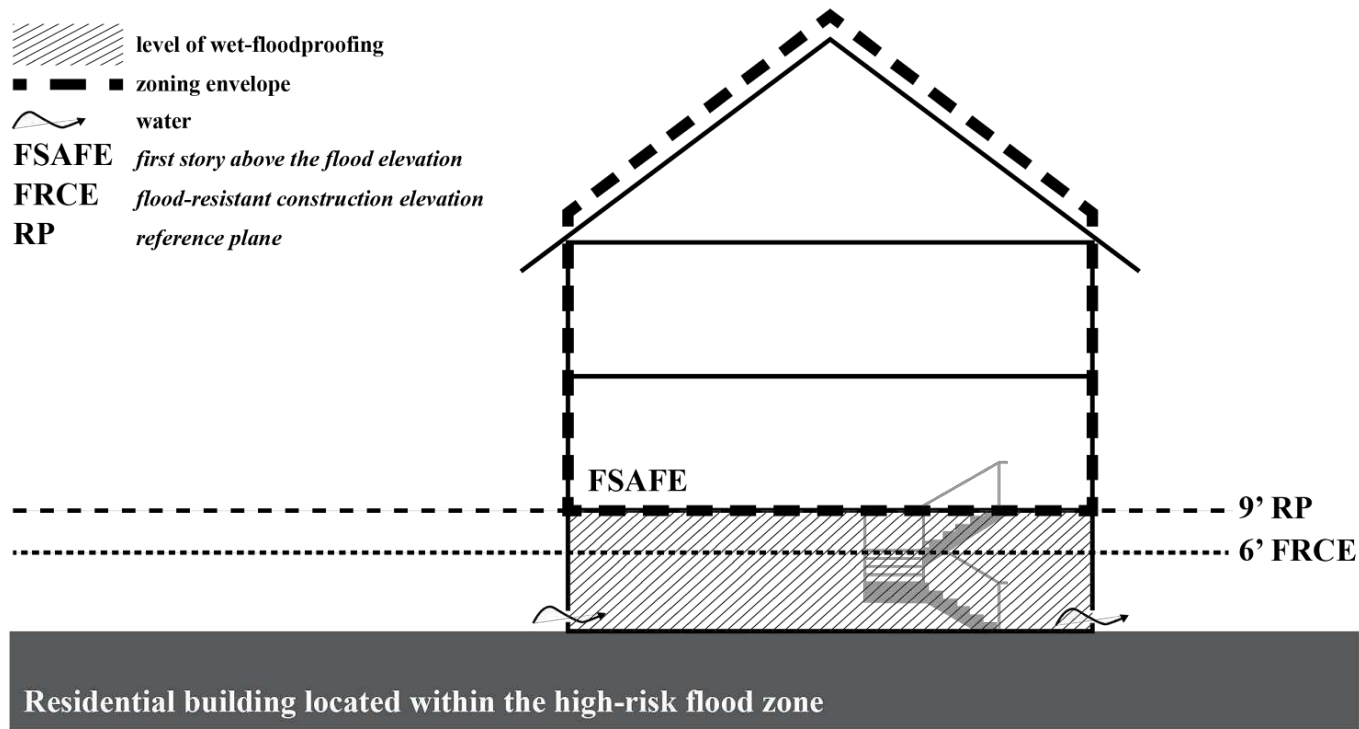 level of wet-floodproofing
zoning envelope
water
FSAFE first story above the flood elevation
FRCE flood-resistant construction elevation
RP reference plane
FSAFE
9’ RP
6’ FRCE
Residential building located within the high-risk flood zone